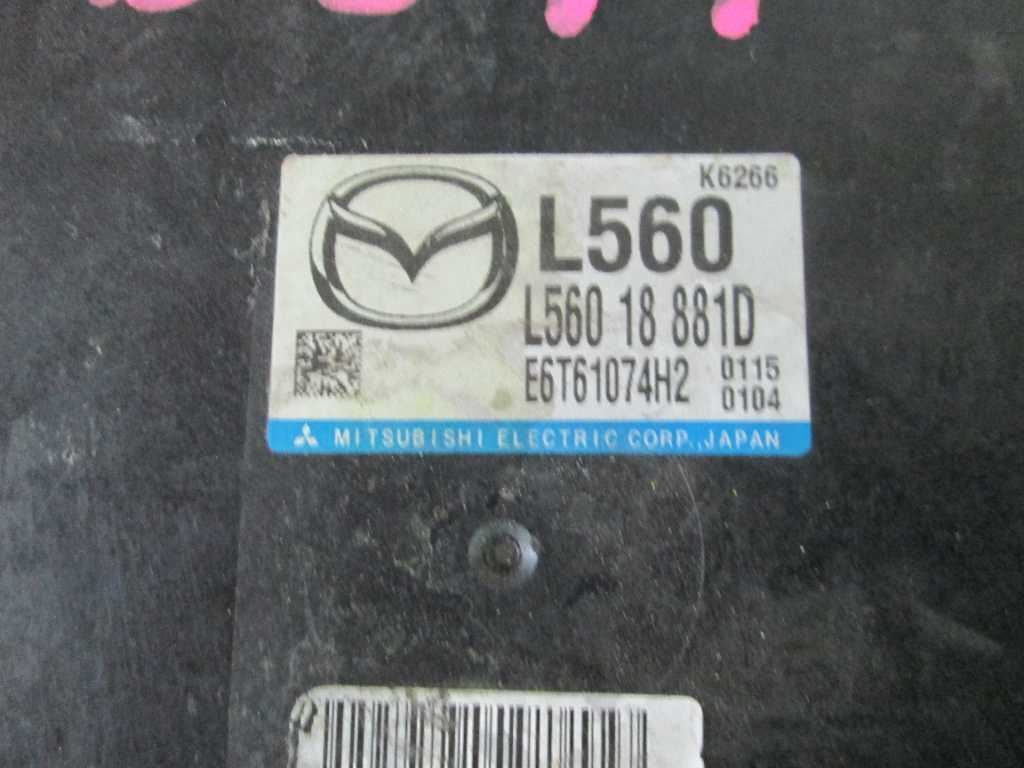 K6266
L560
L560 18 881D
E6T61074H2 0115
0104
MITSUBISHI ELECTRIC CORP., JAPAN